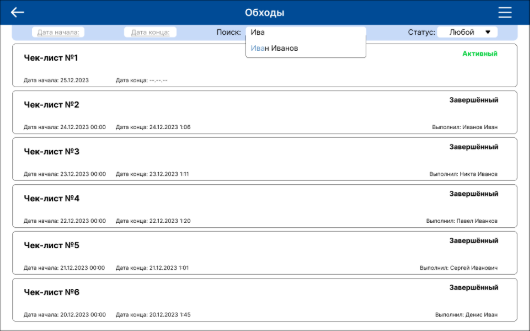 Обходы
Дата начала: Дата конца: Поиск: Ива Статус: Любой
Иван Иванов
Чек-лист №1 Активный
Дата начала: 25.12.2023 Дата конца: --.--.--
Чек-лист №2 Завершённый
Дата начала: 24.12.2023 00:00 Дата конца: 24.12.2023 1:06 Выполнил: Иванов Иван
Чек-лист №3 Завершённый
Дата начала: 23.12.2023 00:00 Дата конца: 23.12.2023 1:11 Выполнил: Никта Иванов
Чек-лист №4 Завершённый
Дата начала: 22.12.2023 00:00 Дата конца: 22.12.2023 1:20 Выполнил: Павел Иванков
Чек-лист №5 Завершённый
Дата начала: 21.12.2023 00:00 Дата конца: 21.12.2023 1:01 Выполнил: Сергей Иванович
Чек-лист №6 Завершённый
Дата начала: 20.12.2023 00:00 Дата конца: 20.12.2023 1:45 Выполнил: Денис Иван